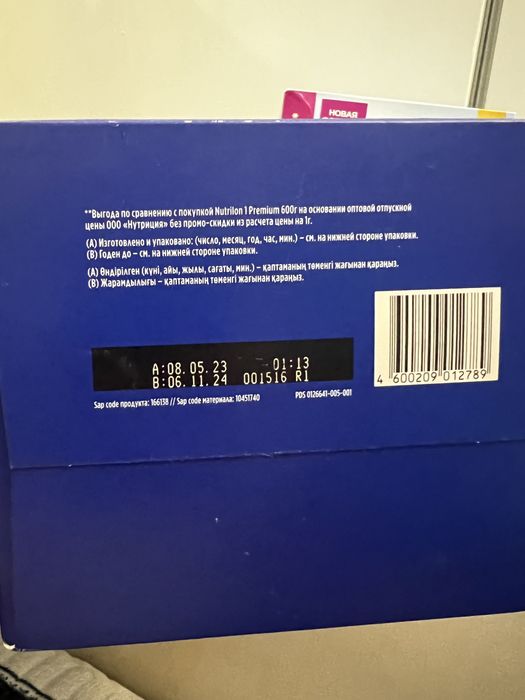 НОВАЯ
**Выгода по сравнению с покупкой Nutrilon 1 Premium 600г на основании оптовой отпускной
цены ООО «Нутриция» без промо-скидки из расчета цены на 1г.
(А) Изготовлено и упаковано: (число, месяц, год, час, мин.) – см. на нижней стороне упаковки.
(В) Годен до – см. на нижней стороне упаковки.
(А) Өндірілген (күні, айы, жылы, сағаты, мин.) – қаптаманың төменгі жағынан қараңыз.
(В) Жарамдылығы – қаптаманың төменгі жағынан қараңыз.
A:08.05.23 01:13
B:06.11.24 001516 R1
4 600209 012789
Sap code продукта: 166138 // Sap code материала: 10451740 PDS 0126641-005-001